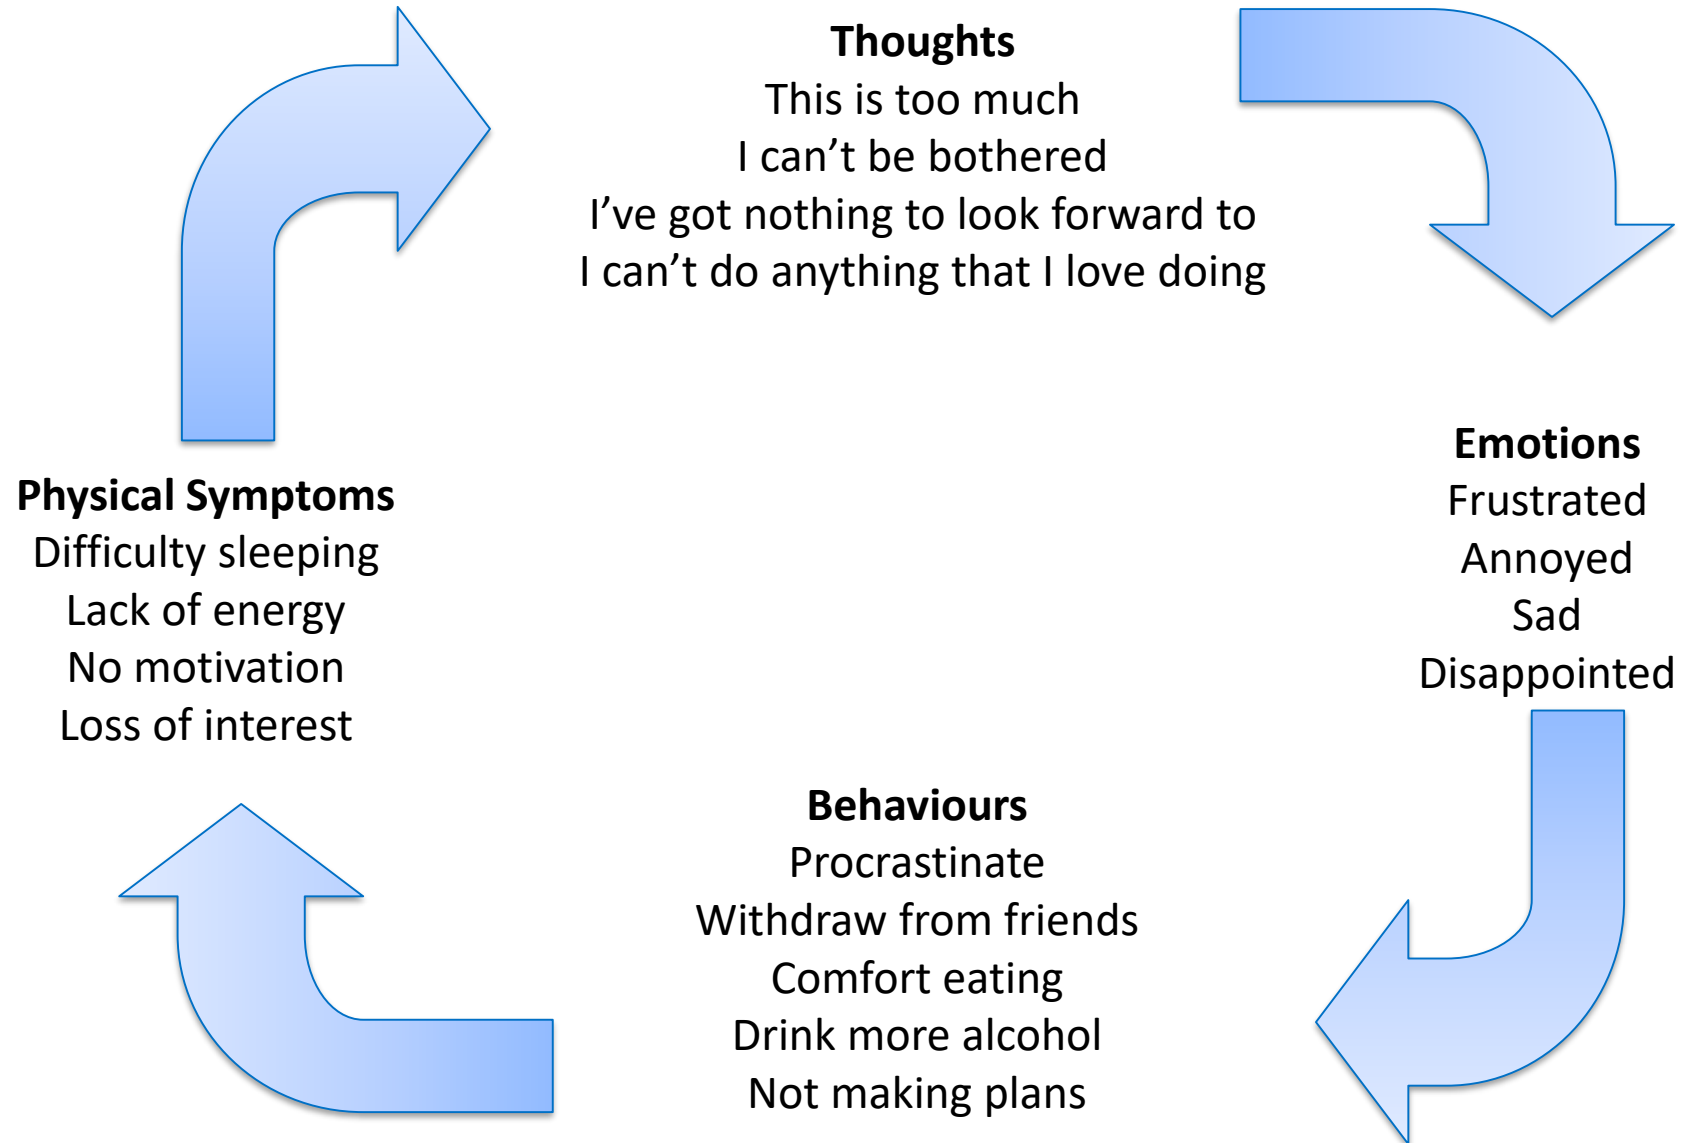 Thoughts
This is too much
I can’t be bothered
I’ve got nothing to look forward to
I can’t do anything that I love doing
Emotions
Frustrated
Annoyed
Sad
Disappointed
Behaviours
Procrastinate
Withdraw from friends
Comfort eating
Drink more alcohol
Not making plans
Physical Symptoms
Difficulty sleeping
Lack of energy
No motivation
Loss of interest